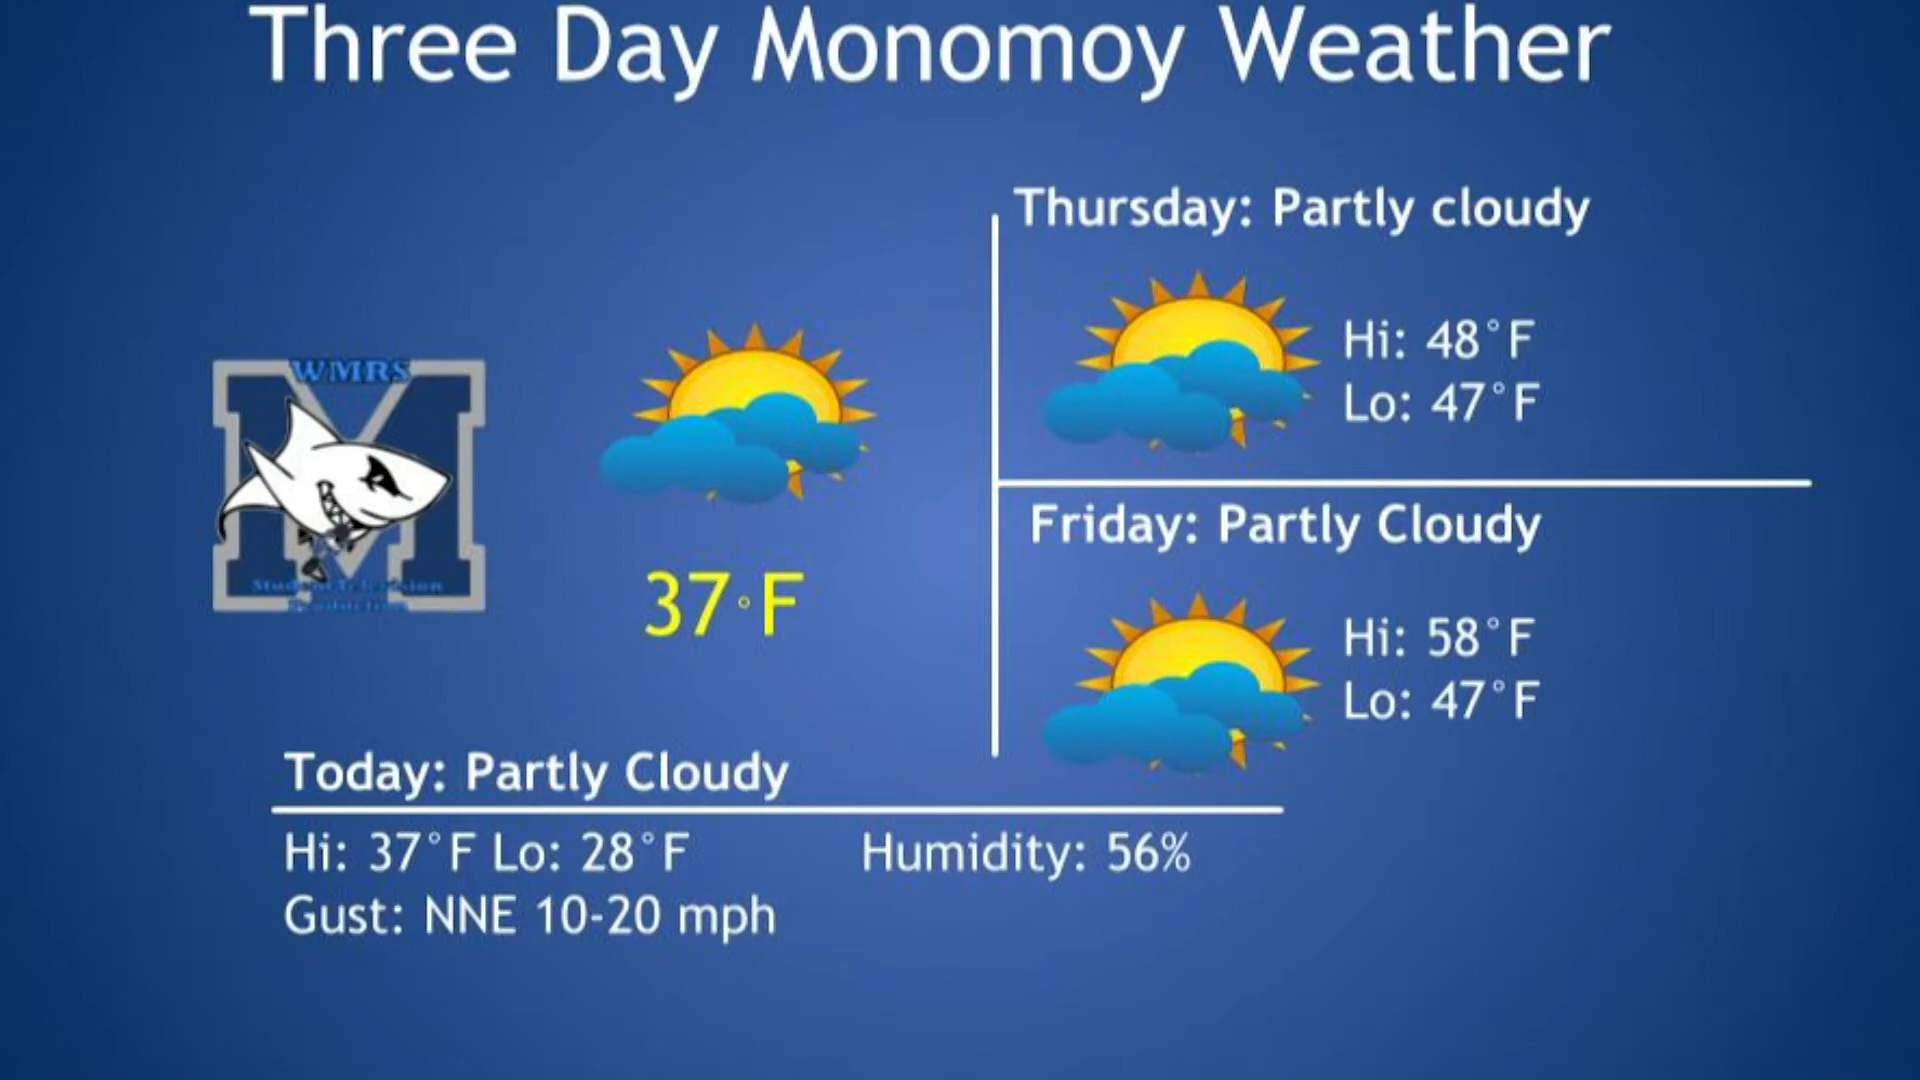 Three Day Monomoy Weather
WMRS
37°F
Today: Partly Cloudy
Hi: 37°F Lo: 28°F
Humidity: 56%
Gust: NNE 10-20 mph
Thursday: Partly cloudy
Hi: 48°F
Lo: 47°F
Friday: Partly Cloudy
Hi: 58°F
Lo: 47°F